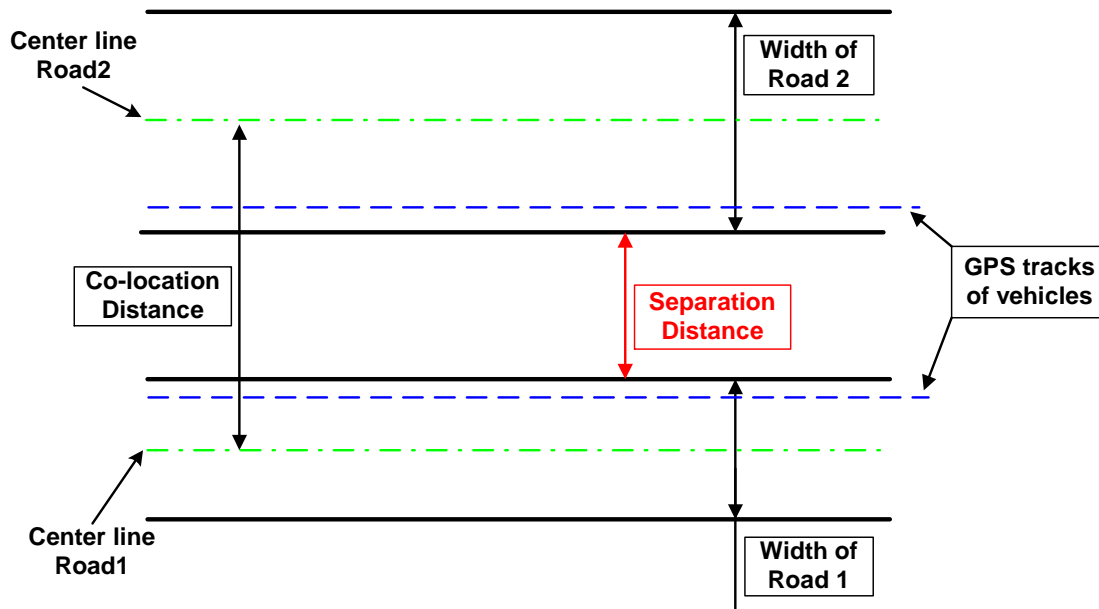 Center line
Road2
Width of
Road 2
Co-location
Distance
Separation
Distance
GPS tracks
of vehicles
Center line
Road1
Width of
Road 1